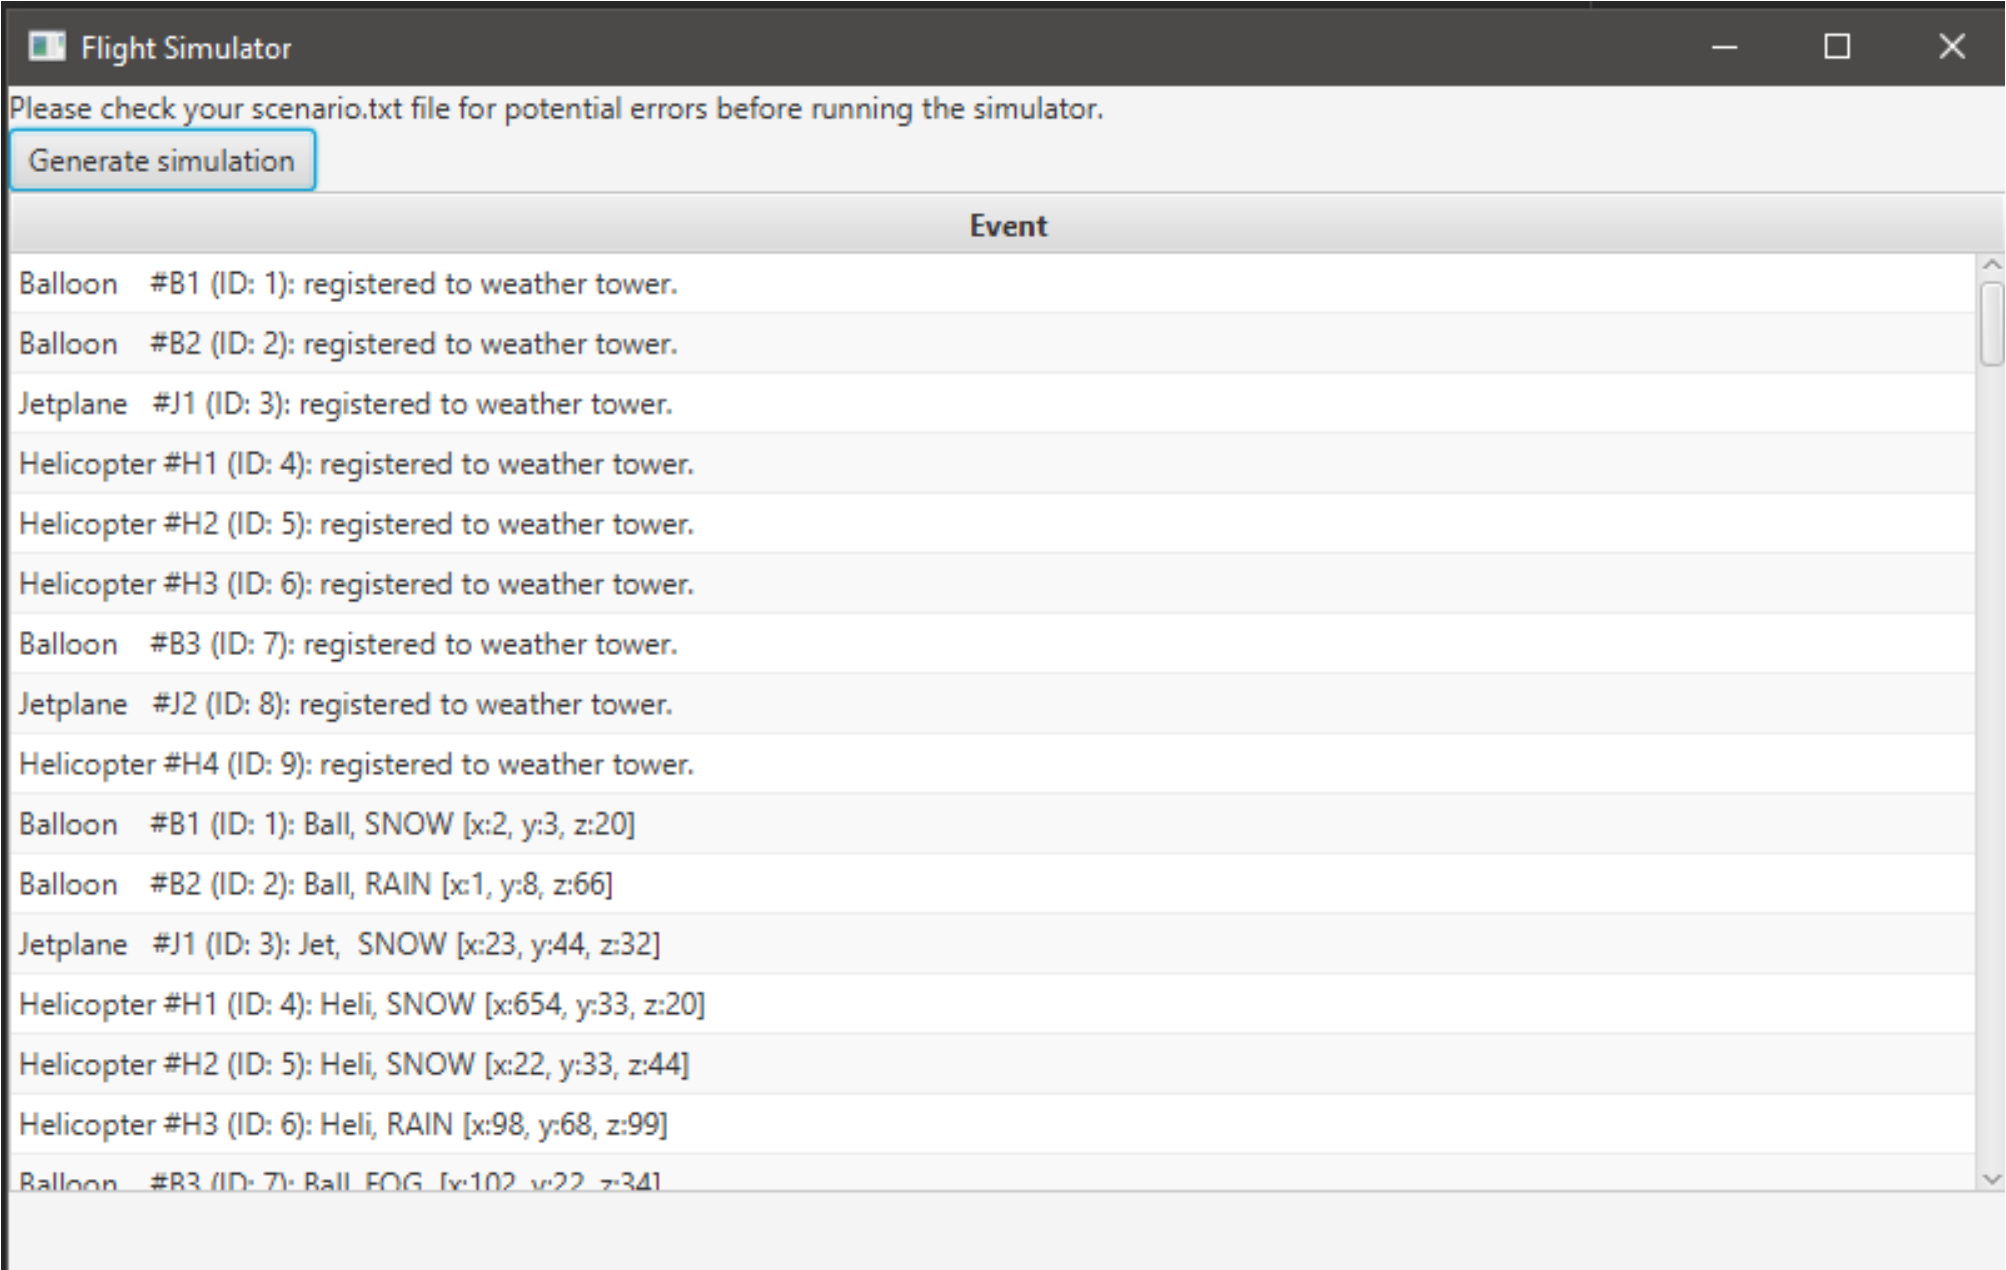 Flight Simulator
Please check your scenario.txt file for potential errors before running the simulator.
Generate simulation
Event
Balloon    #B1 (ID: 1): registered to weather tower.
Balloon    #B2 (ID: 2): registered to weather tower.
Jetplane   #J1 (ID: 3): registered to weather tower.
Helicopter #H1 (ID: 4): registered to weather tower.
Helicopter #H2 (ID: 5): registered to weather tower.
Helicopter #H3 (ID: 6): registered to weather tower.
Balloon    #B3 (ID: 7): registered to weather tower.
Jetplane   #J2 (ID: 8): registered to weather tower.
Helicopter #H4 (ID: 9): registered to weather tower.
Balloon    #B1 (ID: 1): Ball, SNOW [x:2, y:3, z:20]
Balloon    #B2 (ID: 2): Ball, RAIN [x:1, y:8, z:66]
Jetplane   #J1 (ID: 3): Jet,  SNOW [x:23, y:44, z:32]
Helicopter #H1 (ID: 4): Heli, SNOW [x:654, y:33, z:20]
Helicopter #H2 (ID: 5): Heli, SNOW [x:22, y:33, z:44]
Helicopter #H3 (ID: 6): Heli, RAIN [x:98, y:68, z:99]
Balloon    #B3 (ID: 7): Ball, FOG  [x:102, y:22, z:34]